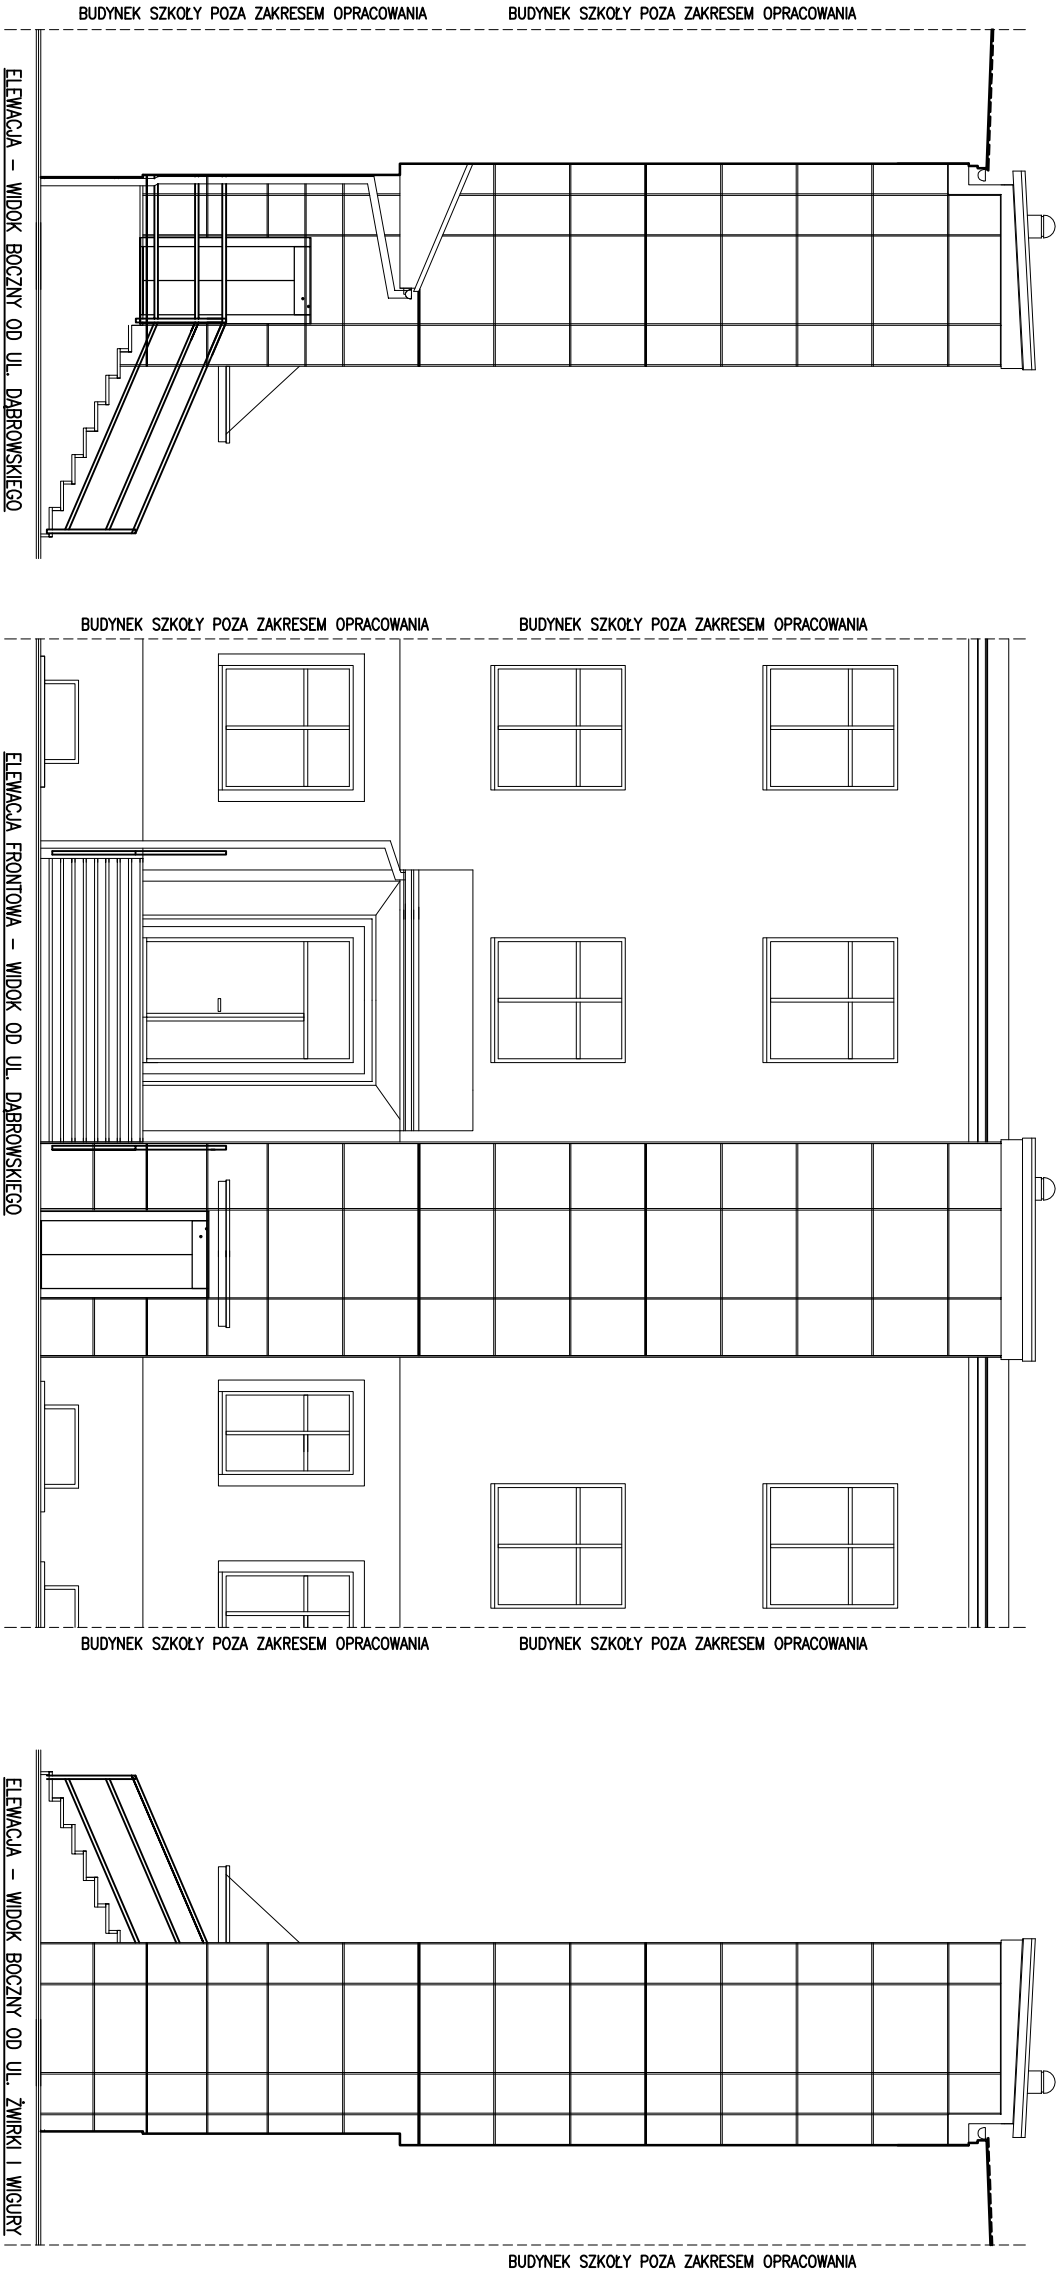 BUDYNEK SZKOŁY POZA ZAKRESEM OPRACOWANIA
BUDYNEK SZKOŁY POZA ZAKRESEM OPRACOWANIA
ELEWACJA – WIDOK BOCZNY OD UL. DĄBROWSKIEGO
BUDYNEK SZKOŁY POZA ZAKRESEM OPRACOWANIA
BUDYNEK SZKOŁY POZA ZAKRESEM OPRACOWANIA
ELEWACJA FRONTOWA – WIDOK OD UL. DĄBROWSKIEGO
BUDYNEK SZKOŁY POZA ZAKRESEM OPRACOWANIA
BUDYNEK SZKOŁY POZA ZAKRESEM OPRACOWANIA
ELEWACJA – WIDOK BOCZNY OD UL. ŻWIRKI I WIGURY
BUDYNEK SZKOŁY POZA ZAKRESEM OPRACOWANIA